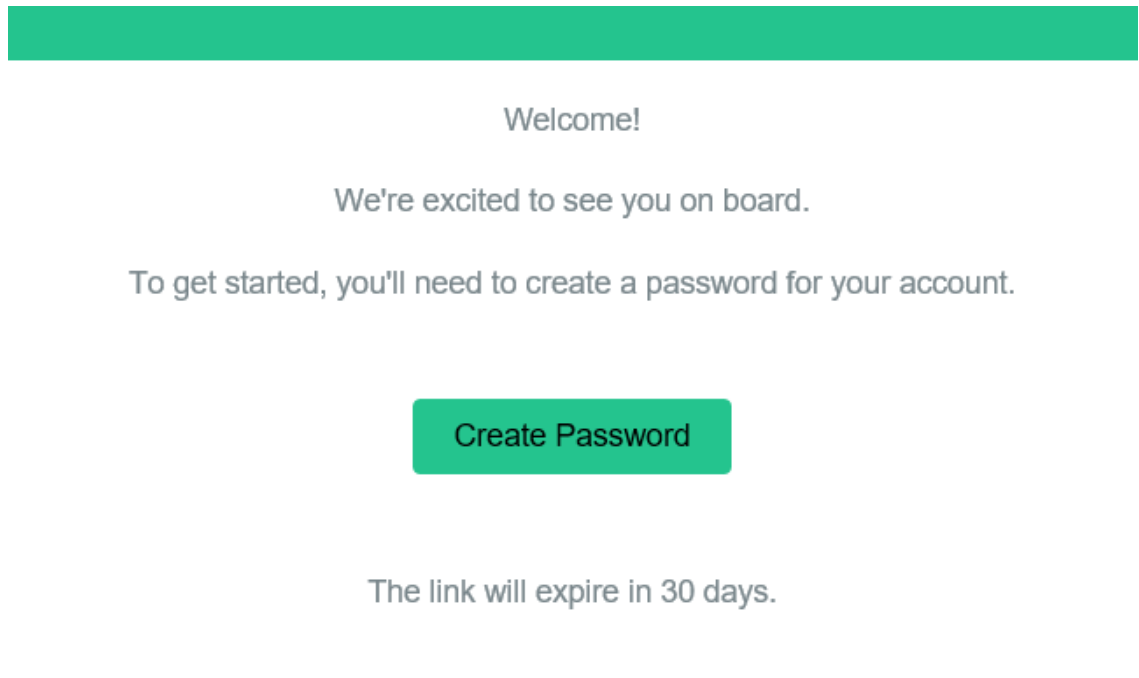 Welcome!
We're excited to see you on board.
To get started, you'll need to create a password for your account.
Create Password
The link will expire in 30 days.